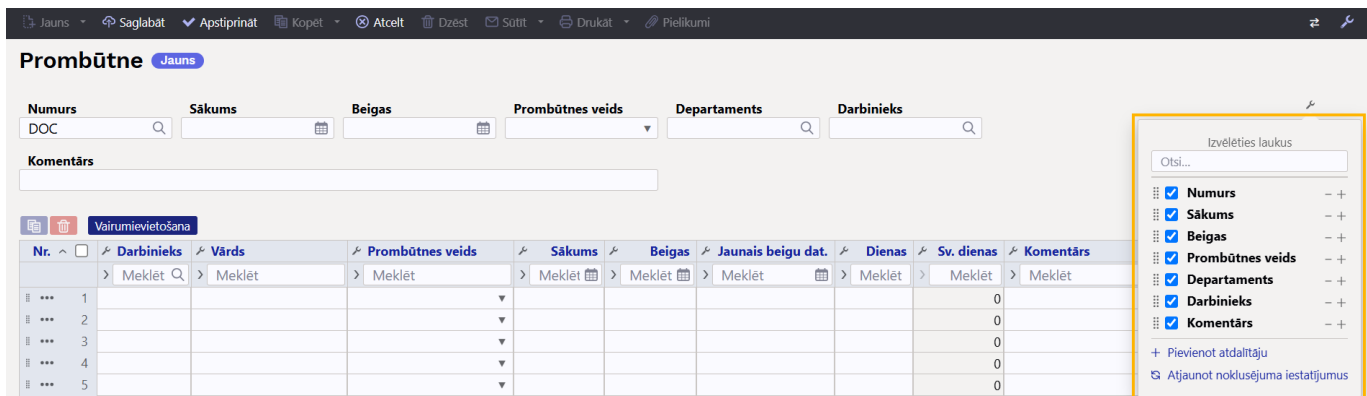 Jauns Saglabāt Apstiprināt Kopēt Atcelt Dzēst Sūtīt Drukāt Pielikumi
Prombūtne Jauns
Numurs Sākums Beigas Prombūtnes veids Departaments Darbinieks
DOC
Komentārs
Izvēlēties laukus
Otsi...
Numurs
Sākums
Beigas
Prombūtnes veids
Departaments
Darbinieks
Komentārs
+ Pievienot atdalītāju
Atjaunot noklusējuma iestatījumus
Vairumievietošana
Nr. Darbinieks Vārds Prombūtnes veids Sākums Beigas Jaunais beigu dat. Dienas Sv. dienas Komentārs
Meklēt Meklēt Meklēt Meklēt Meklēt Meklēt Meklēt Meklēt Meklēt
1 0
2 0
3 0
4 0
5 0